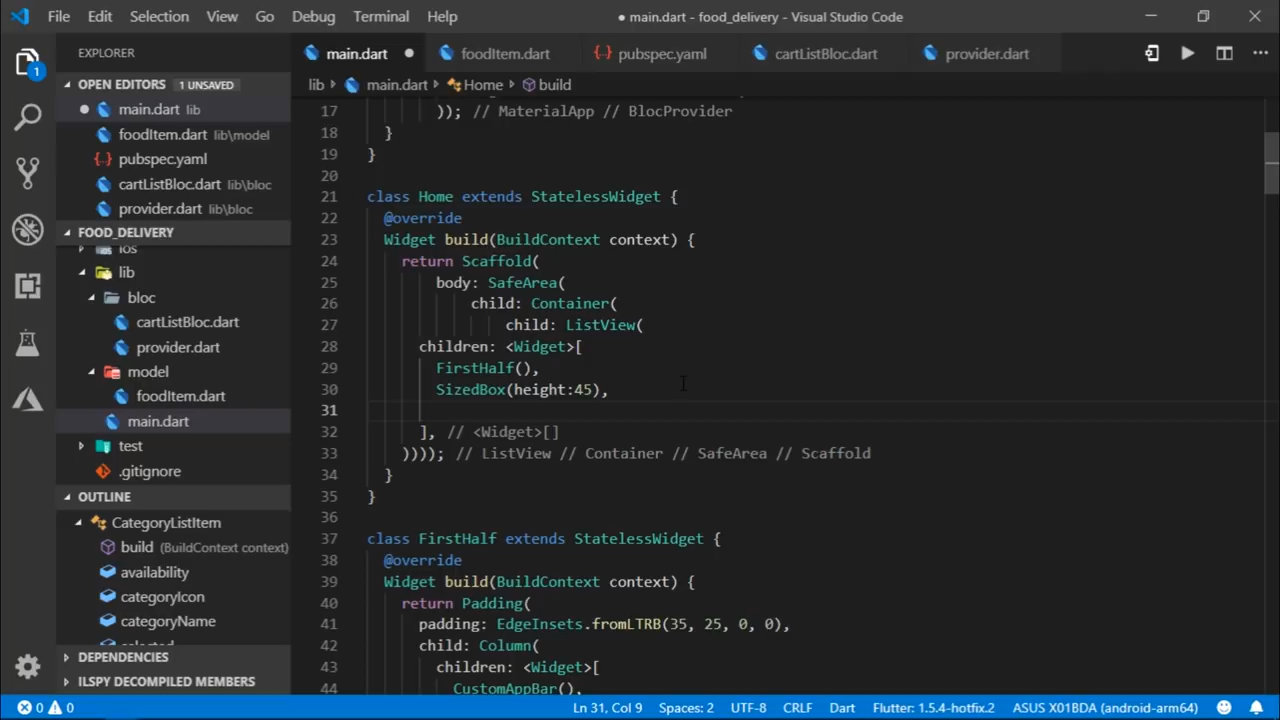 File Edit Selection View Go Debug Terminal Help
● main.dart - food_delivery - Visual Studio Code
EXPLORER
main.dart
foodItem.dart
pubspec.yaml
cartListBloc.dart
provider.dart
1
OPEN EDITORS 1 UNSAVED
lib > main.dart > Home > build
main.dart lib
foodItem.dart lib\model
pubspec.yaml
cartListBloc.dart lib\bloc
provider.dart lib\bloc
FOOD_DELIVERY
ios
lib
bloc
cartListBloc.dart
provider.dart
model
foodItem.dart
main.dart
test
.gitignore
OUTLINE
CategoryListItem
build (BuildContext context)
availability
categoryIcon
categoryName
selected
DEPENDENCIES
ILSPY DECOMPILED MEMBERS
17 )); // MaterialApp // BlocProvider
18 }
19 }
20
21 class Home extends StatelessWidget {
22 @override
23 Widget build(BuildContext context) {
24 return Scaffold(
25 body: SafeArea(
26 child: Container(
27 child: ListView(
28 children: <Widget>[
29 FirstHalf(),
30 SizedBox(height:45),
31
32 ], // <Widget>[]
33 )))); // ListView // Container // SafeArea // Scaffold
34 }
35 }
36
37 class FirstHalf extends StatelessWidget {
38 @override
39 Widget build(BuildContext context) {
40 return Padding(
41 padding: EdgeInsets.fromLTRB(35, 25, 0, 0),
42 child: Column(
43 children: <Widget>[
44 CustomAppBar(),
0 0
Ln 31, Col 9 Spaces: 2 UTF-8 CRLF Dart Flutter: 1.5.4-hotfix.2 ASUS X01BDA (android-arm64)